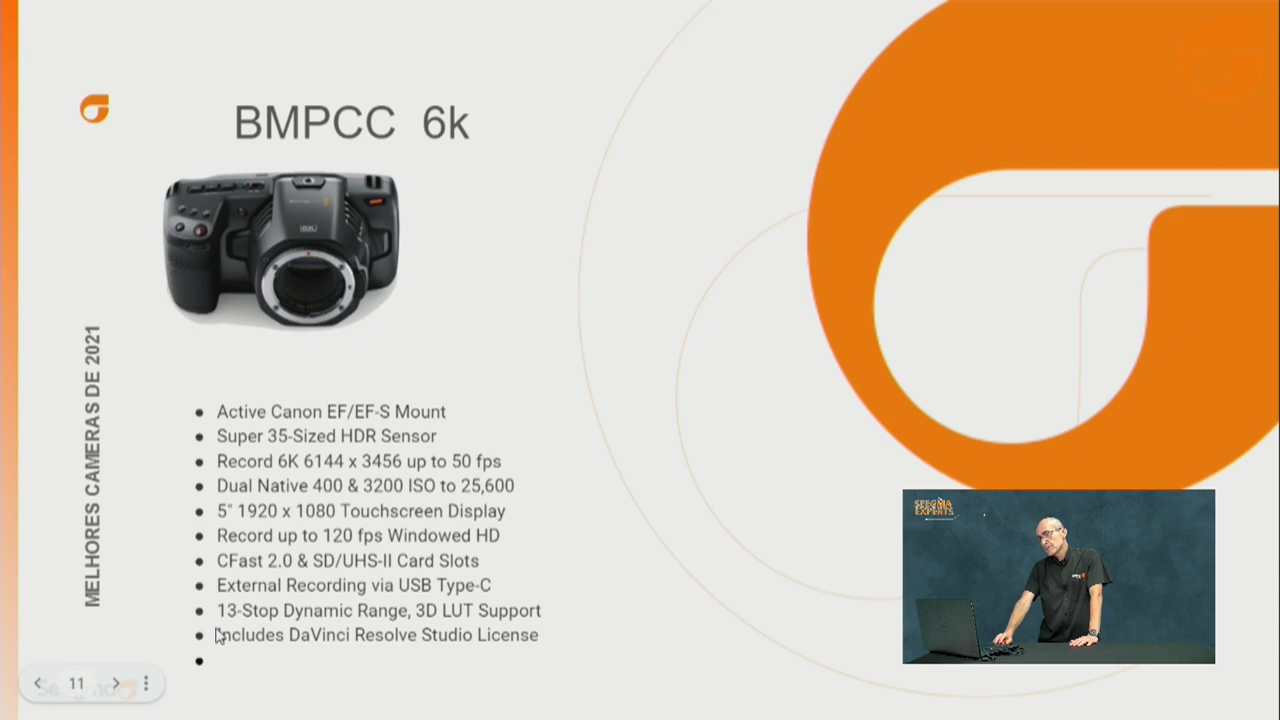 BMPCC 6k
6K
MELHORES CAMERAS DE 2021
Active Canon EF/EF-S Mount
Super 35-Sized HDR Sensor
Record 6K 6144 x 3456 up to 50 fps
Dual Native 400 & 3200 ISO to 25,600
5" 1920 x 1080 Touchscreen Display
Record up to 120 fps Windowed HD
CFast 2.0 & SD/UHS-II Card Slots
External Recording via USB Type-C
13-Stop Dynamic Range, 3D LUT Support
Includes DaVinci Resolve Studio License
11
SEEGMA
EXPERTS